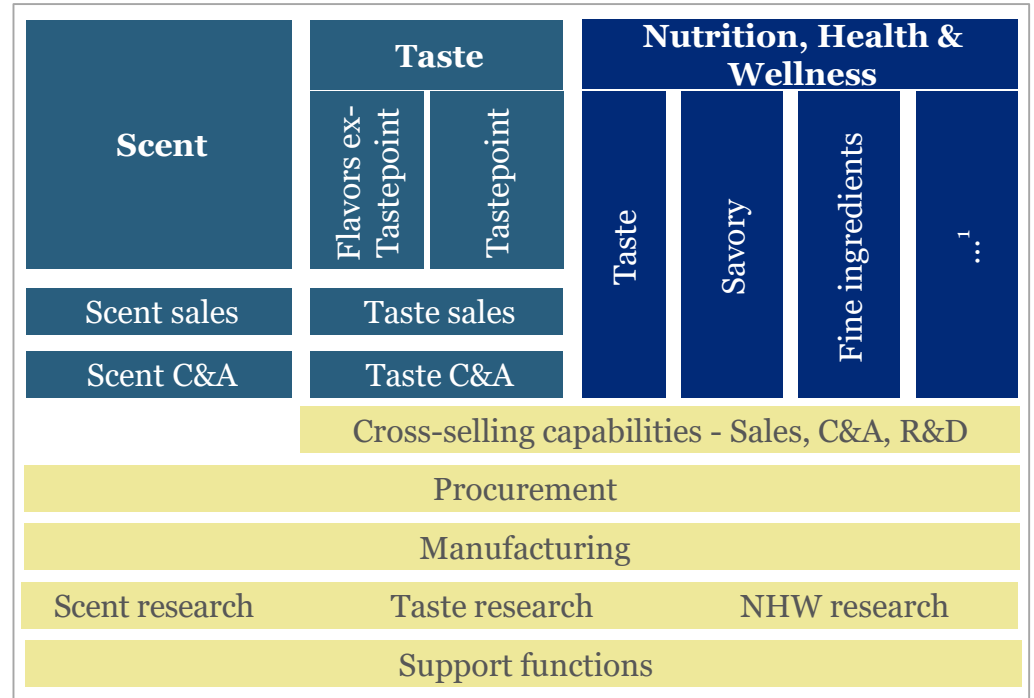 Scent
Taste
Nutrition, Health &
Wellness
Flavors ex-
Tastepoint
Tastepoint
Taste
Savory
Fine ingredients
...¹
Scent sales
Taste sales
Scent C&A
Taste C&A
Cross-selling capabilities - Sales, C&A, R&D
Procurement
Manufacturing
Scent research
Taste research
NHW research
Support functions